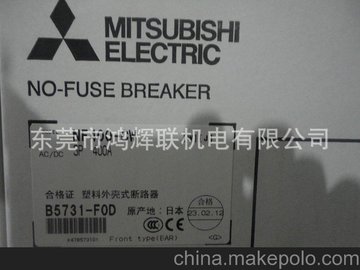 MITSUBISHI
ELECTRIC
NO-FUSE BREAKER
东莞市鸿辉联机电有限公司
AC/DC 3P 400A
合格证 塑料外壳式断路器
B5731-F0D 原产地:日本
合格
23.02.12
Front type(EAR)
china.makepolo.com